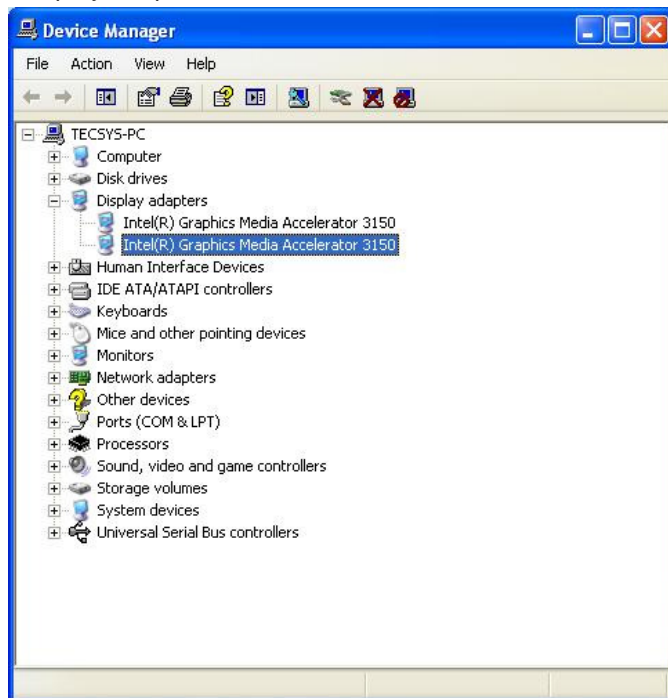 Device Manager
File Action View Help
TECSYS-PC
Computer
Disk drives
Display adapters
Intel(R) Graphics Media Accelerator 3150
Intel(R) Graphics Media Accelerator 3150
Human Interface Devices
IDE ATA/ATAPI controllers
Keyboards
Mice and other pointing devices
Monitors
Network adapters
Other devices
Ports (COM & LPT)
Processors
Sound, video and game controllers
Storage volumes
System devices
Universal Serial Bus controllers